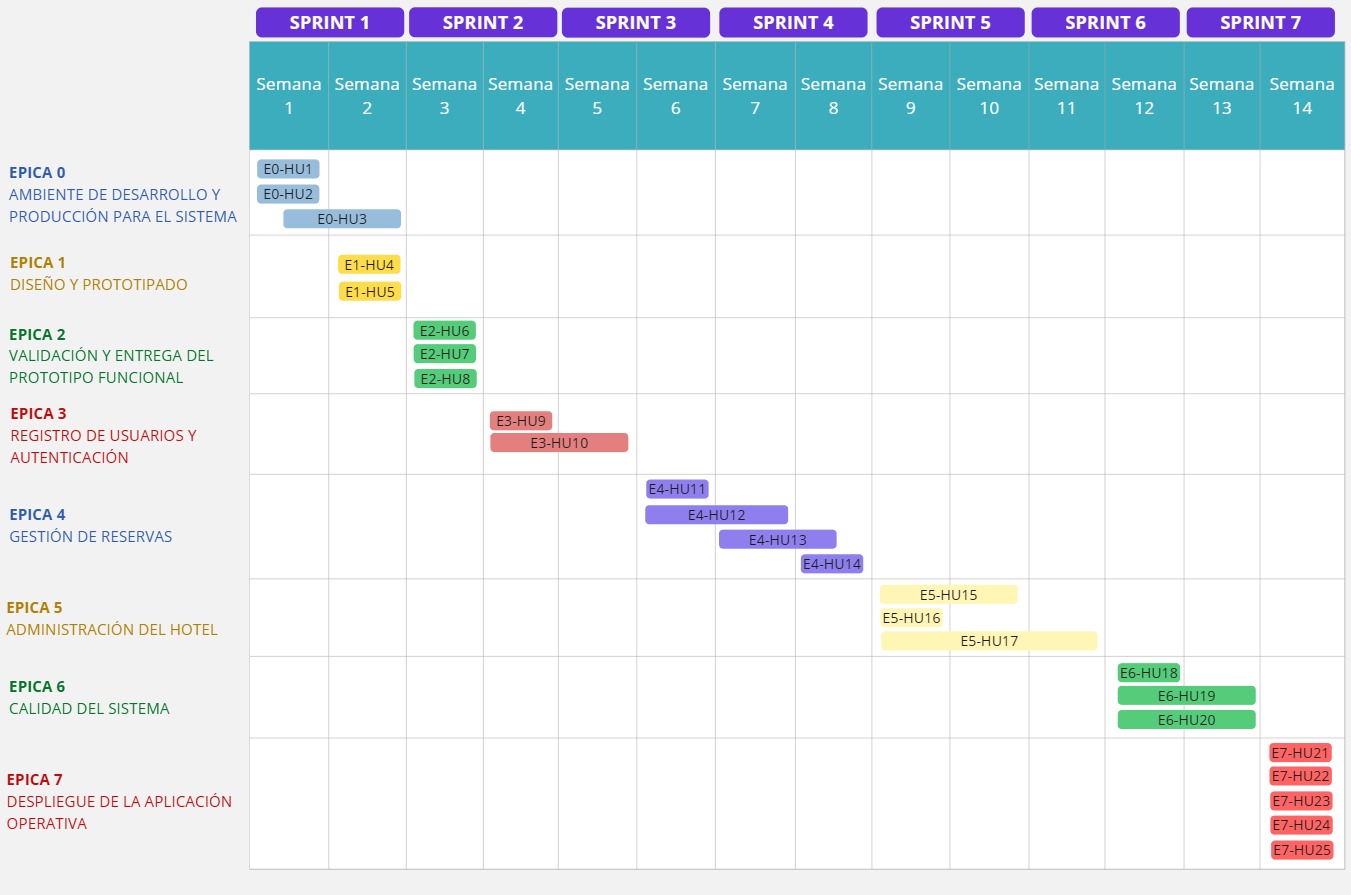 SPRINT 1
SPRINT 2
SPRINT 3
SPRINT 4
SPRINT 5
SPRINT 6
SPRINT 7
Semana
1
Semana
2
Semana
3
Semana
4
Semana
5
Semana
6
Semana
7
Semana
8
Semana
9
Semana
10
Semana
11
Semana
12
Semana
13
Semana
14
EPICA 0
AMBIENTE DE DESARROLLO Y
PRODUCCIÓN PARA EL SISTEMA
E0-HU1
E0-HU2
E0-HU3
EPICA 1
DISEÑO Y PROTOTIPADO
E1-HU4
E1-HU5
EPICA 2
VALIDACIÓN Y ENTREGA DEL
PROTOTIPO FUNCIONAL
E2-HU6
E2-HU7
E2-HU8
EPICA 3
REGISTRO DE USUARIOS Y
AUTENTICACIÓN
E3-HU9
E3-HU10
EPICA 4
GESTIÓN DE RESERVAS
E4-HU11
E4-HU12
E4-HU13
E4-HU14
EPICA 5
ADMINISTRACIÓN DEL HOTEL
E5-HU15
E5-HU16
E5-HU17
EPICA 6
CALIDAD DEL SISTEMA
E6-HU18
E6-HU19
E6-HU20
EPICA 7
DESPLIEGUE DE LA APLICACIÓN
OPERATIVA
E7-HU21
E7-HU22
E7-HU23
E7-HU24
E7-HU25